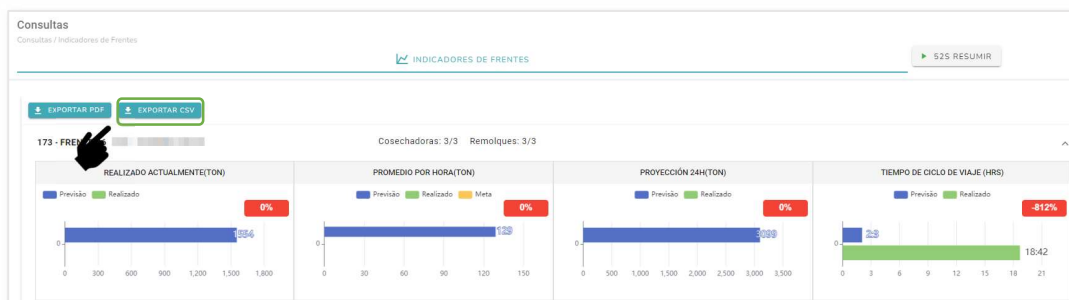 Consultas
Consultas / Indicadores de Frentes
INDICADORES DE FRENTES
52S RESUMIR
EXPORTAR PDF
EXPORTAR CSV
173 - FREN
Cosechadoras: 3/3 Remolques: 3/3
REALIZADO ACTUALMENTE(TON)
PROMEDIO POR HORA(TON)
PROYECCIÓN 24H(TON)
TIEMPO DE CICLO DE VIAJE (HRS)
Previsão Realizado
Previsão Realizado Meta
Previsão Realizado
Previsão Realizado
0%
0%
0%
-812%
0
1554
0
129
0
3099
0
2:3
18:42
0 300 600 900 1,200 1,500 1,800
0 30 60 90 120 150
0 500 1,000 1,500 2,000 2,500 3,000 3,500
0 3 6 9 12 15 18 21